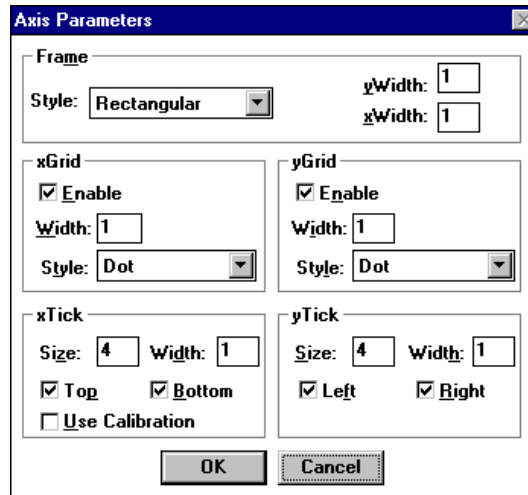 Axis Parameters
Frame
Style: Rectangular
yWidth: 1
xWidth: 1
xGrid
Enable
Width: 1
Style: Dot
yGrid
Enable
Width: 1
Style: Dot
xTick
Size: 4 Width: 1
Top Bottom
Use Calibration
yTick
Size: 4 Width: 1
Left Right
OK Cancel